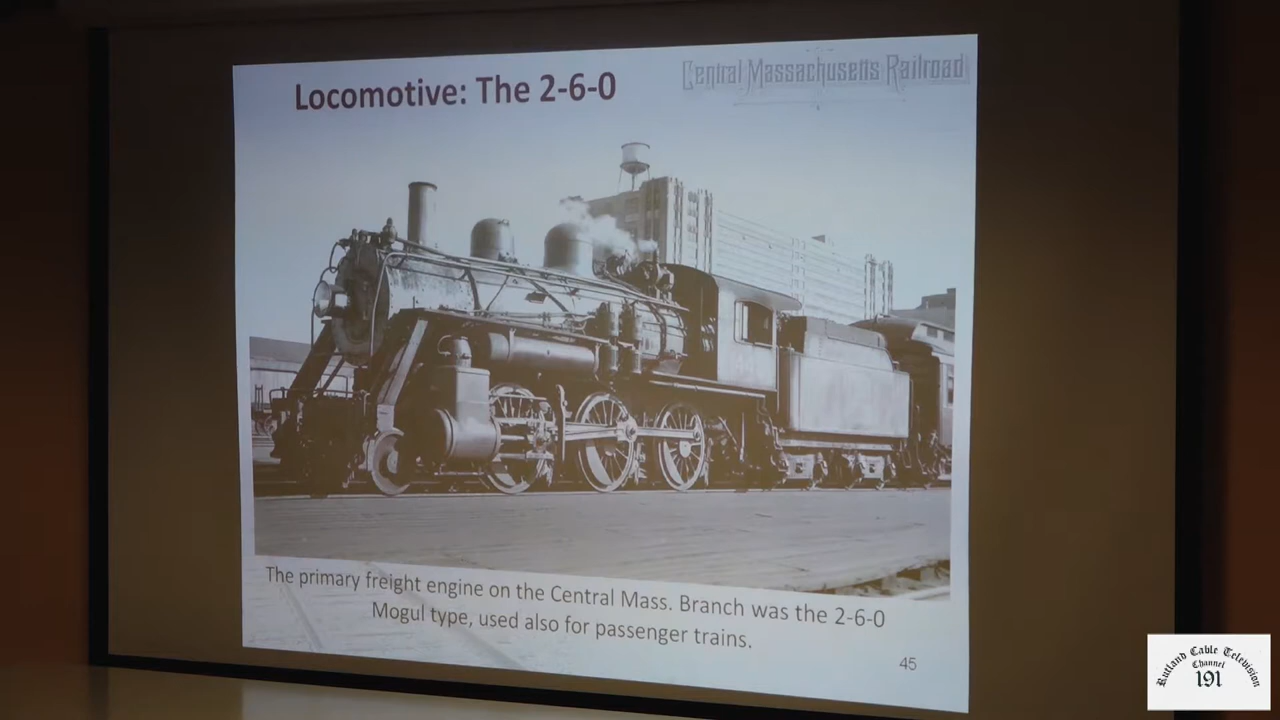 Locomotive: The 2-6-0
Central Massachusetts Railroad
The primary freight engine on the Central Mass. Branch was the 2-6-0
Mogul type, used also for passenger trains.
45
Rutland Cable Television
Channel
191